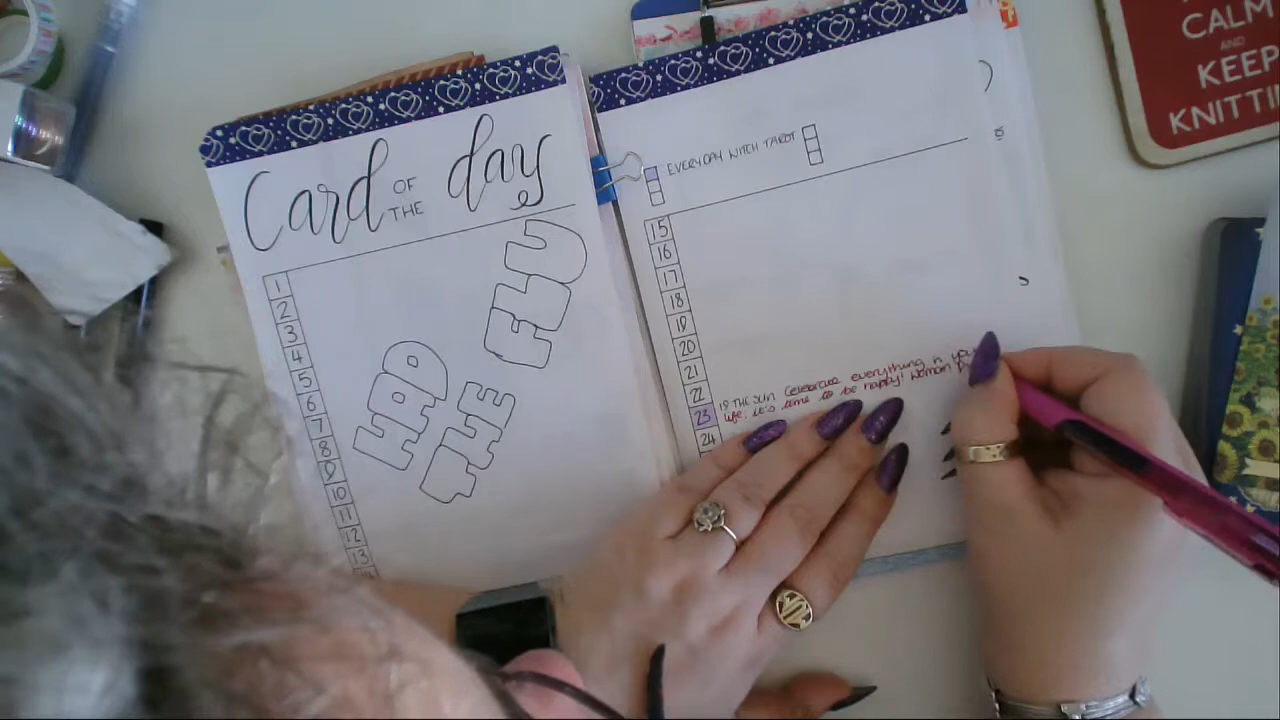 Card OF THE day
1
2
3
4
5
6
7
8
9
10
11
12
13
HAD
THE
FLU
EVERYDAY WITCH TAROT
15
16
17
18
19
20
21
22
23
24
19 THE SUN Celebrate everything in your
life. It's time to be happy! Woman
CALM
AND
KEEP
KNITTIN